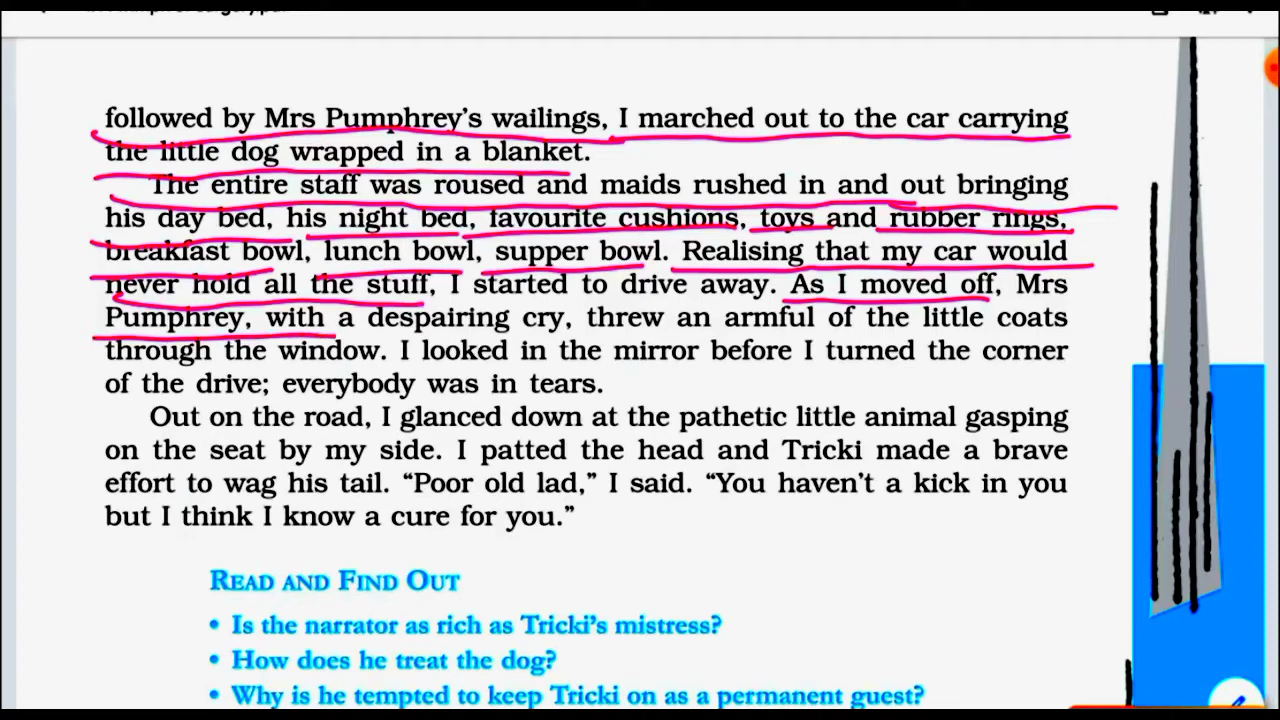 followed by Mrs Pumphrey's wailings, I marched out to the car carrying
the little dog wrapped in a blanket.
The entire staff was roused and maids rushed in and out bringing
his day bed, his night bed, favourite cushions, toys and rubber rings,
breakfast bowl, lunch bowl, supper bowl. Realising that my car would
never hold all the stuff, I started to drive away. As I moved off, Mrs
Pumphrey, with a despairing cry, threw an armful of the little coats
through the window. I looked in the mirror before I turned the corner
of the drive; everybody was in tears.
Out on the road, I glanced down at the pathetic little animal gasping
on the seat by my side. I patted the head and Tricki made a brave
effort to wag his tail. “Poor old lad,” I said. “You haven't a kick in you
but I think I know a cure for you.”
READ AND FIND OUT
• Is the narrator as rich as Tricki's mistress?
• How does he treat the dog?
• Why is he tempted to keep Tricki on as a permanent guest?